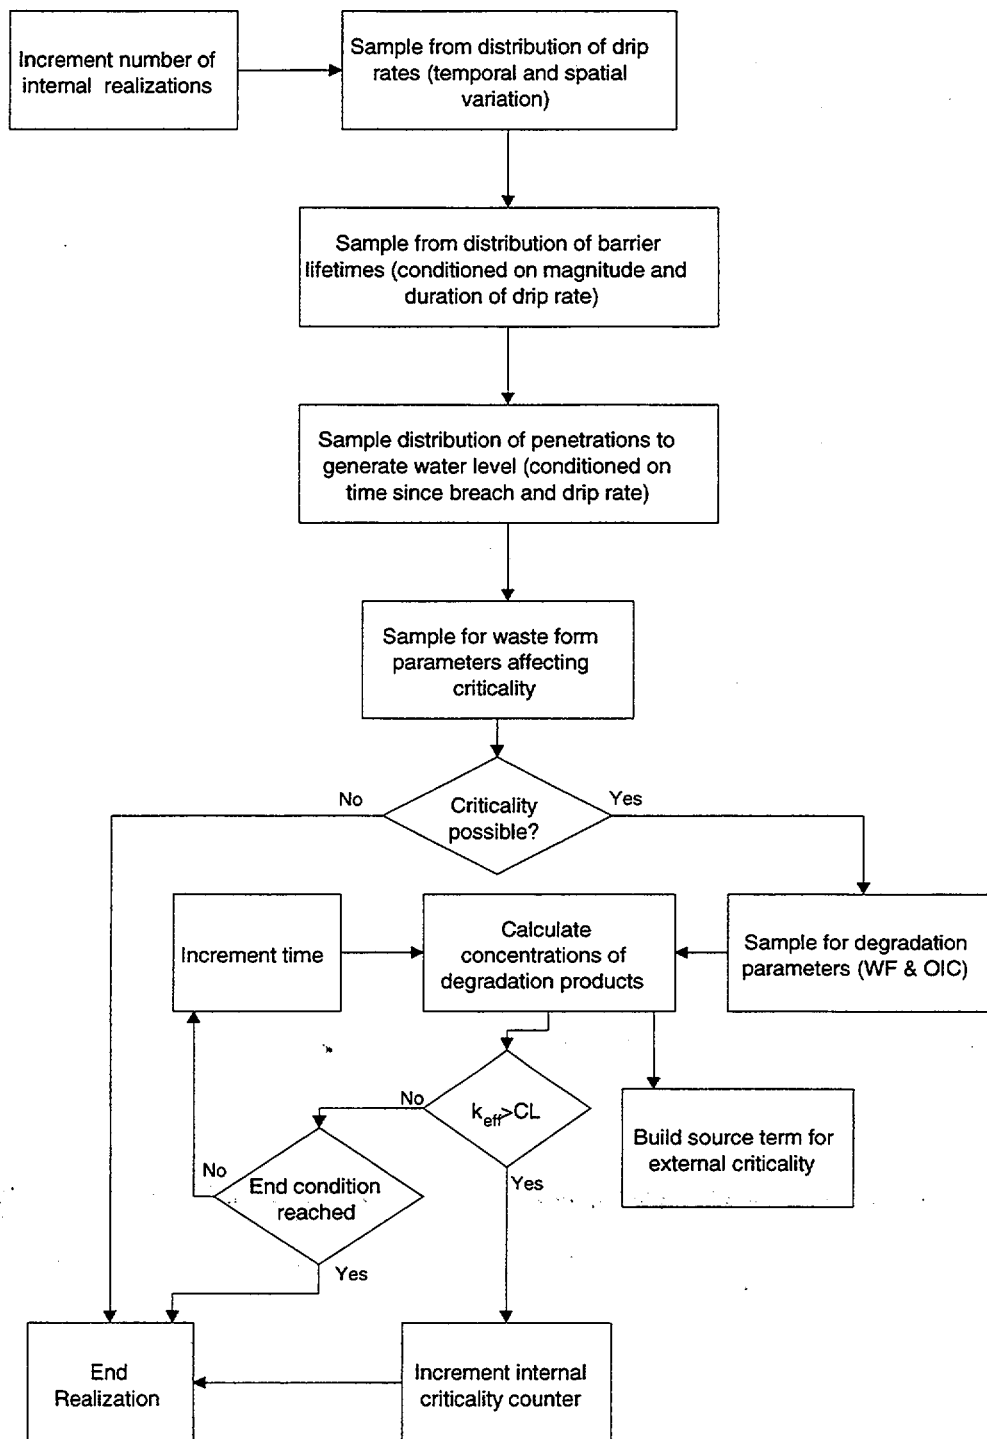 Increment number of
internal realizations
Sample from distribution of drip
rates (temporal and spatial
variation)
Sample from distribution of barrier
lifetimes (conditioned on magnitude and
duration of drip rate)
Sample distribution of penetrations to
generate water level (conditioned on
time since breach and drip rate)
Sample for waste form
parameters affecting
criticality
No
Criticality
possible?
Yes
Increment time
Calculate
concentrations of
degradation products
Sample for degradation
parameters (WF & OIC)
No
keff>CL
Yes
Build source term for
external criticality
No
End condition
reached
Yes
End
Realization
Increment internal
criticality counter